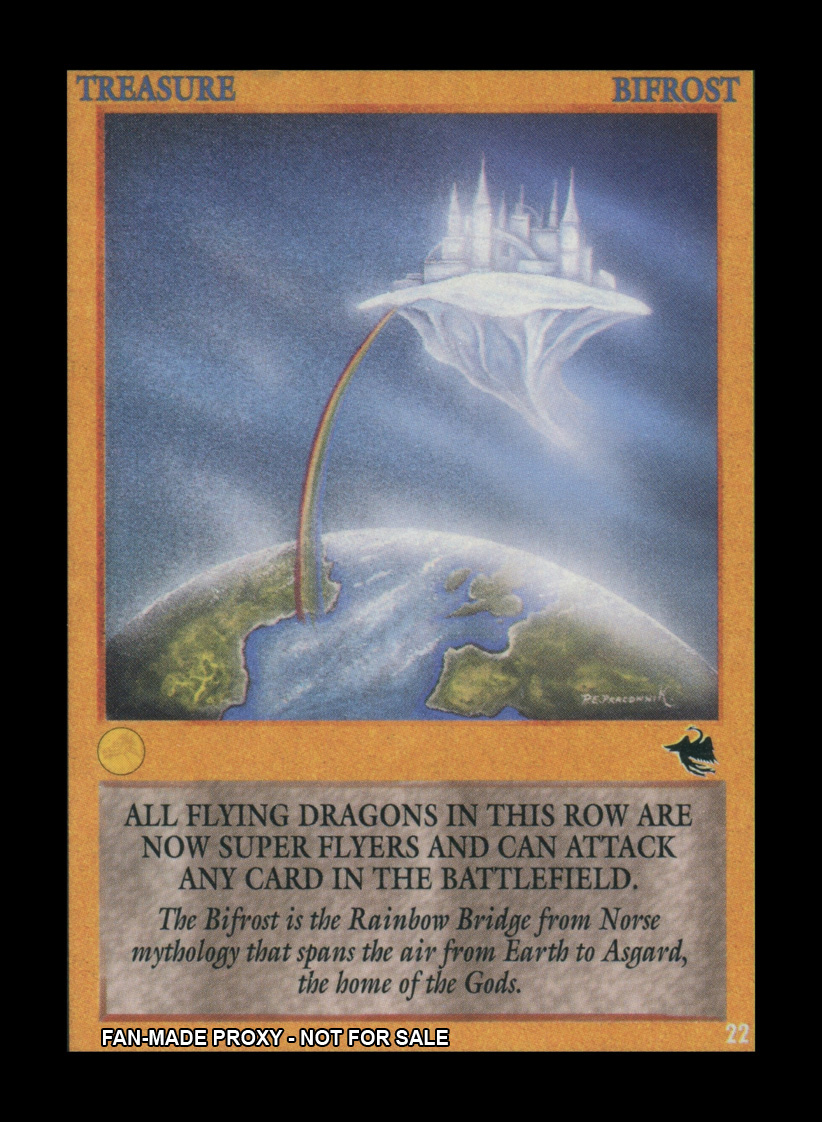 TREASURE BIFROST
P.E. PRACOWNIK
ALL FLYING DRAGONS IN THIS ROW ARE
NOW SUPER FLYERS AND CAN ATTACK
ANY CARD IN THE BATTLEFIELD.
The Bifrost is the Rainbow Bridge from Norse
mythology that spans the air from Earth to Asgard,
the home of the Gods.
22
FAN-MADE PROXY - NOT FOR SALE